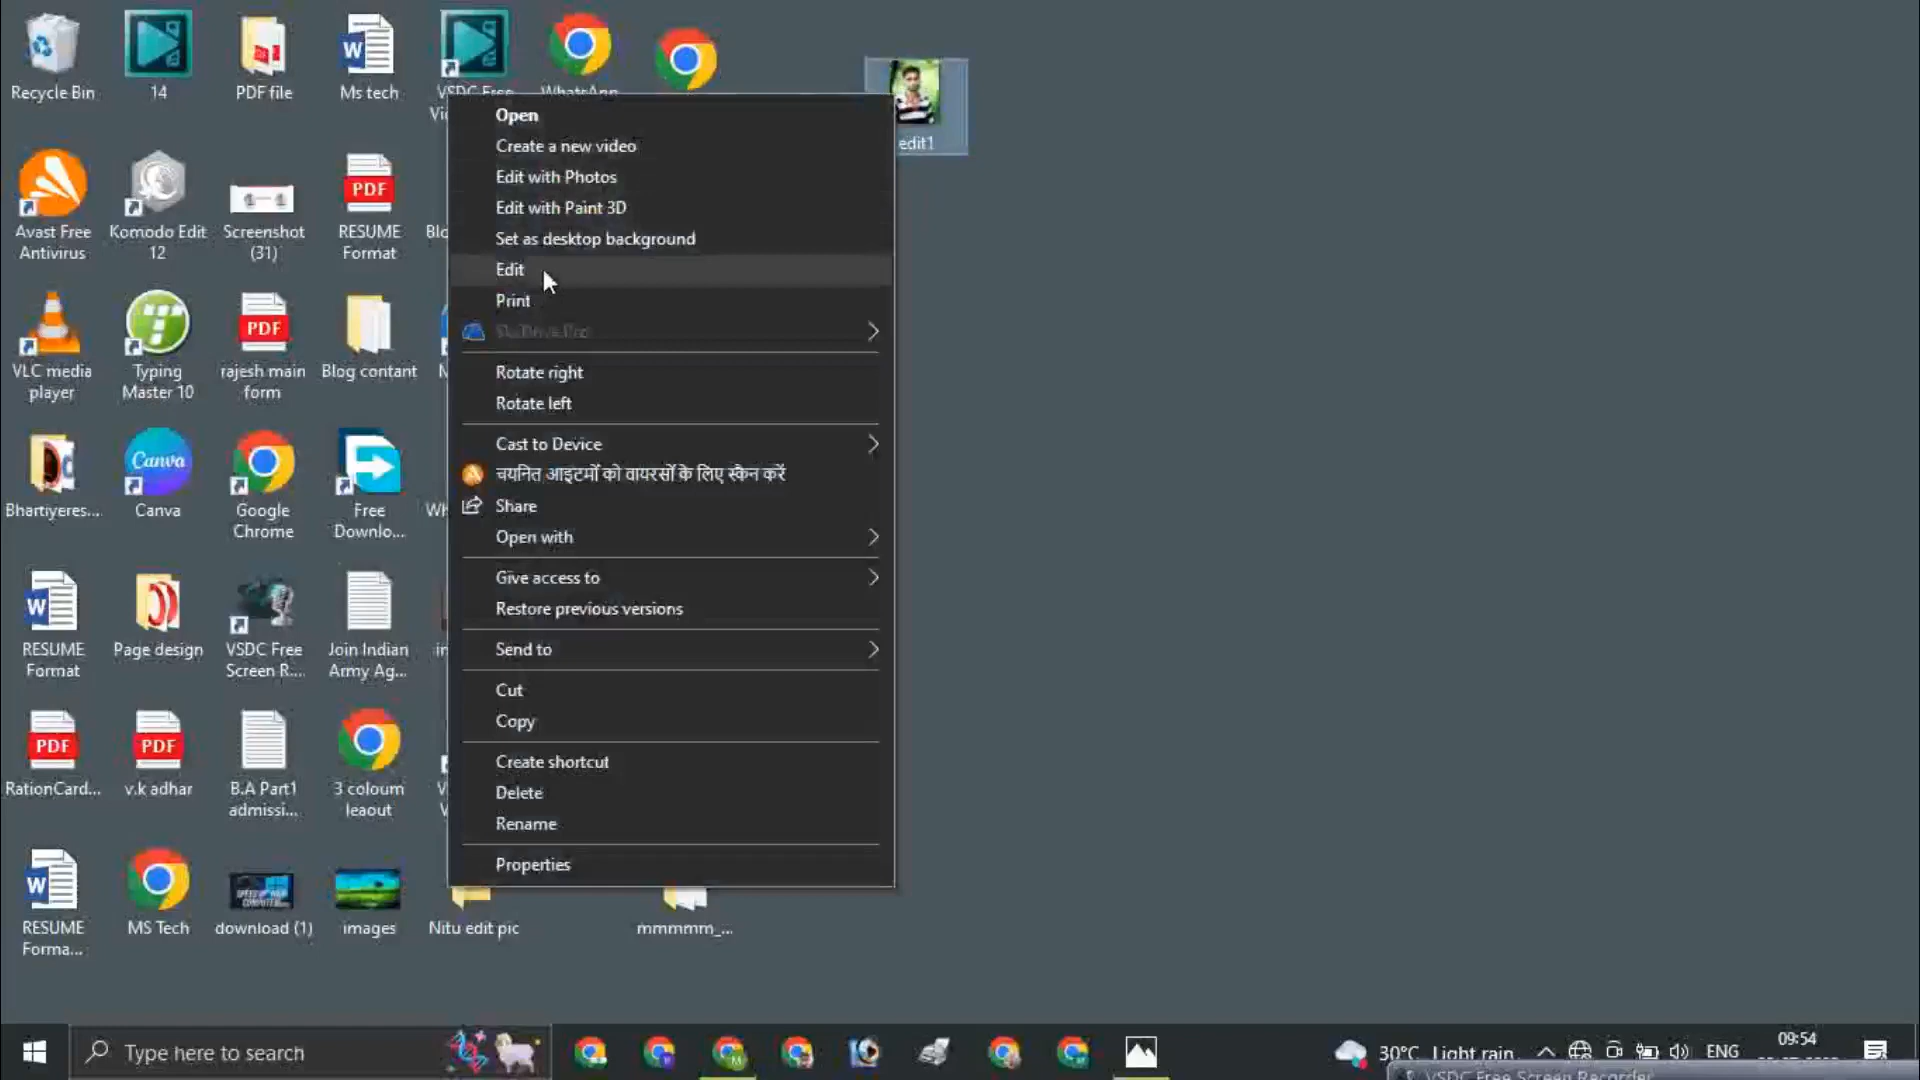 Recycle Bin
14
PDF file
Ms tech
VSDC Free
WhatsApp
edit1
Open
Create a new video
Edit with Photos
Edit with Paint 3D
Set as desktop background
Edit
Print
Rotate right
Rotate left
Cast to Device
चयनित आइटमों को वायरसों के लिए स्कैन करें
Share
Open with
Give access to
Restore previous versions
Send to
Cut
Copy
Create shortcut
Delete
Rename
Properties
Avast Free
Antivirus
Komodo Edit
12
Screenshot
(31)
PDF
RESUME
Format
VLC media
player
Typing
Master 10
PDF
rajesh main
form
Blog contant
Bhartiyeres...
Canva
Canva
Google
Chrome
Free
Downlo...
RESUME
Format
Page design
VSDC Free
Screen R....
Join Indian
Army Ag...
PDF
RationCard...
PDF
v.k adhar
B.A Part1
admissi...
3 coloum
leaout
RESUME
Forma...
MS Tech
download (1)
images
Nitu edit pic
mmmmm_...
Type here to search
30°C Light rain
ENG
09:54
VSDC Free Screen Recorder